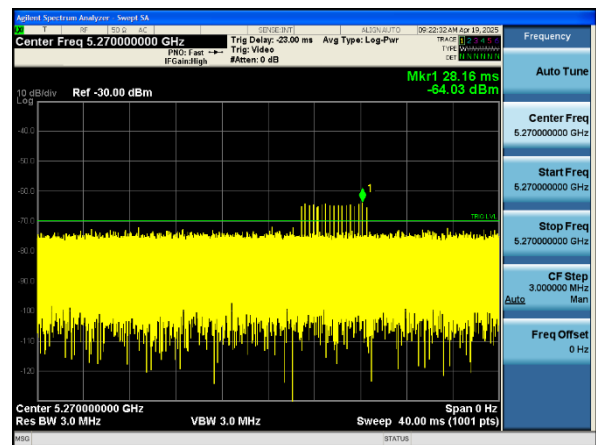 Agilent Spectrum Analyzer - Swept SA
T RF 50 Ω AC SENSE:INT ALIGN AUTO 09:22:32 AM Apr 19, 2025
Center Freq 5.270000000 GHz
PNO: Fast
IFGain:High
Trig Delay: -23.00 ms
Trig: Video
#Atten: 0 dB
Avg Type: Log-Pwr
TRACE 1 2 3 4 5 6
TYPE
DET N N N N N N
Mkr1 28.16 ms
-64.03 dBm
10 dB/div Ref -30.00 dBm
Log
-40.0
-50.0
-60.0
1
TRIG LVL
-70.0
-80.0
-90.0
-100
-110
-120
Center 5.270000000 GHz Span 0 Hz
Res BW 3.0 MHz VBW 3.0 MHz Sweep 40.00 ms (1001 pts)
MSG STATUS
Frequency
Auto Tune
Center Freq
5.270000000 GHz
Start Freq
5.270000000 GHz
Stop Freq
5.270000000 GHz
CF Step
3.000000 MHz
Auto Man
Freq Offset
0 Hz